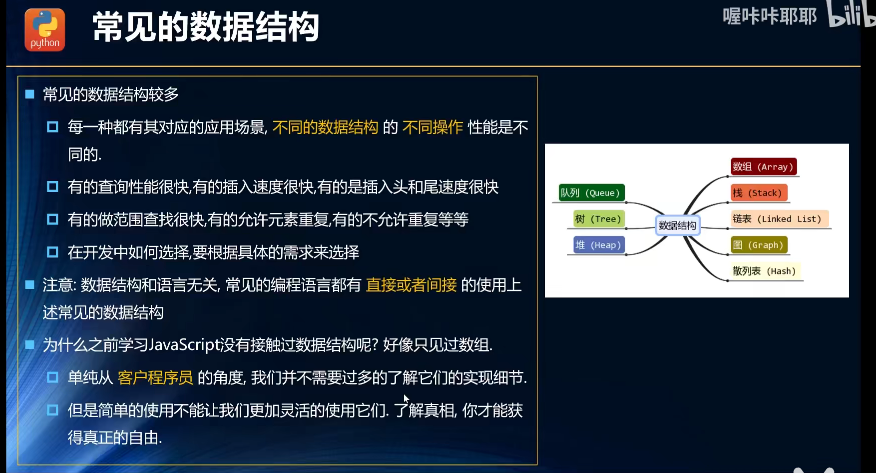 python
常见的数据结构
喔咔咔耶耶 bilib
常见的数据结构较多
每一种都有其对应的应用场景, 不同的数据结构 的 不同操作 性能是不
同的.
有的查询性能很快,有的插入速度很快,有的是插入头和尾速度很快
有的做范围查找很快,有的允许元素重复,有的不允许重复等等
在开发中如何选择,要根据具体的需求来选择
注意: 数据结构和语言无关, 常见的编程语言都有 直接或者间接 的使用上
述常见的数据结构
为什么之前学习JavaScript没有接触过数据结构呢? 好像只见过数组.
单纯从 客户程序员 的角度, 我们并不需要过多的了解它们的实现细节.
但是简单的使用不能让我们更加灵活的使用它们. 了解真相, 你才能获
得真正的自由.
队列 (Queue)
树 (Tree)
堆 (Heap)
数据结构
数组 (Array)
栈 (Stack)
链表 (Linked List)
图 (Graph)
散列表 (Hash)